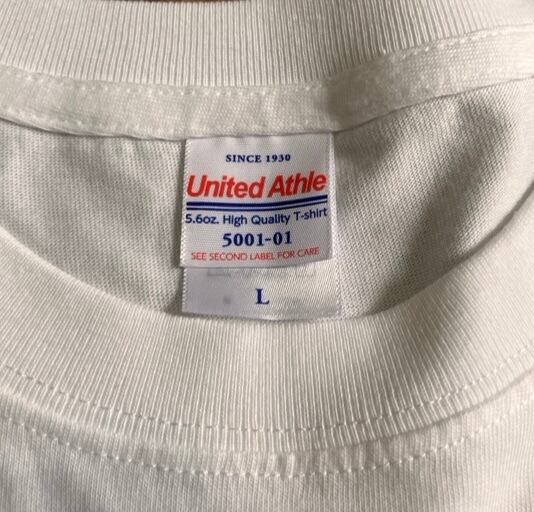 SINCE 1930
United Athle
5.6oz. High Quality T-shirt
5001-01
SEE SECOND LABEL FOR CARE
L